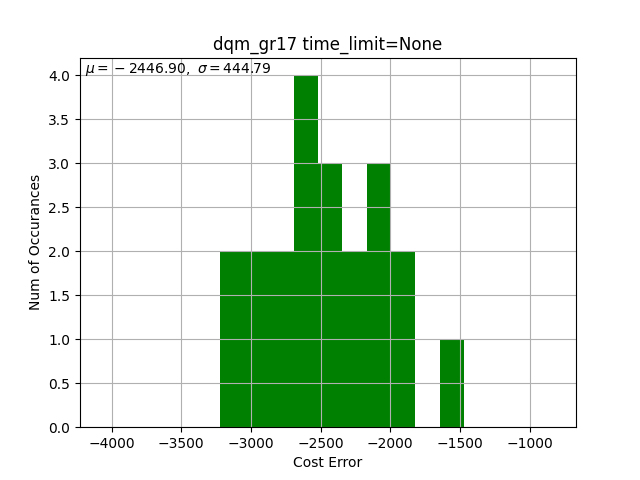 dqm_gr17 time_limit=None
μ = −2446.90, σ = 444.79
4.0
3.5
3.0
2.5
2.0
1.5
1.0
0.5
0.0
Num of Occurances
−4000 −3500 −3000 −2500 −2000 −1500 −1000
Cost Error